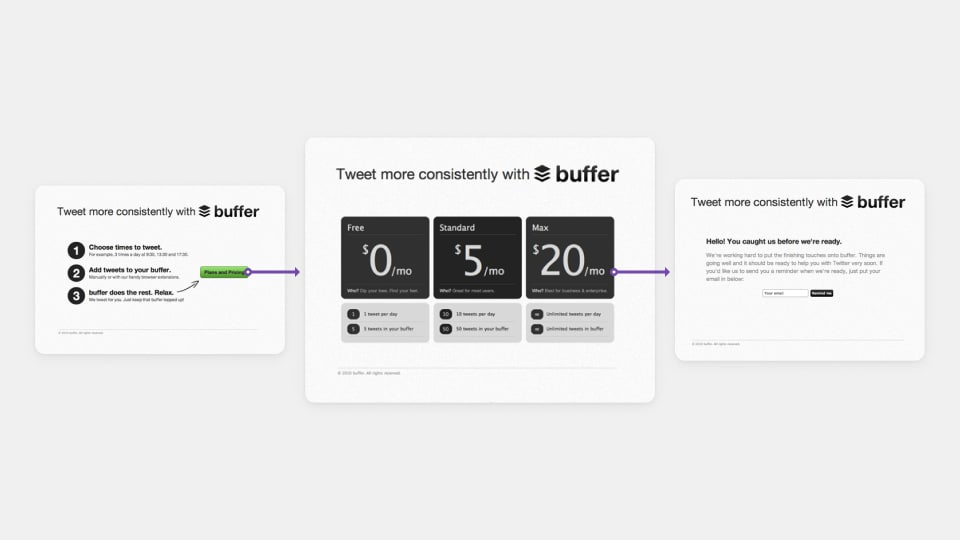 Tweet more consistently with buffer
1 Choose times to tweet.
For example, 3 times a day at 9:00, 13:00 and 17:30.
2 Add tweets to your buffer.
Manually or with our handy browser extensions.
Plans and Pricing
3 buffer does the rest. Relax.
We tweet for you. Just keep that buffer topped up!
© 2010 buffer. All rights reserved.
Tweet more consistently with buffer
Free
$0/mo
Who? Dip your toes. Find your feet.
1 1 tweet per day
5 5 tweets in your buffer
Standard
$5/mo
Who? Great for most users.
10 10 tweets per day
50 50 tweets in your buffer
Max
$20/mo
Who? Best for business & enterprise.
∞ Unlimited tweets per day
∞ Unlimited tweets in buffer
© 2010 buffer. All rights reserved.
Tweet more consistently with buffer
Hello! You caught us before we're ready.
We're working hard to put the finishing touches onto buffer. Things are
going well and it should be ready to help you with Twitter very soon. If
you'd like us to send you a reminder when we're ready, just put your
email in below:
Your email
Remind me
© 2010 buffer. All rights reserved.